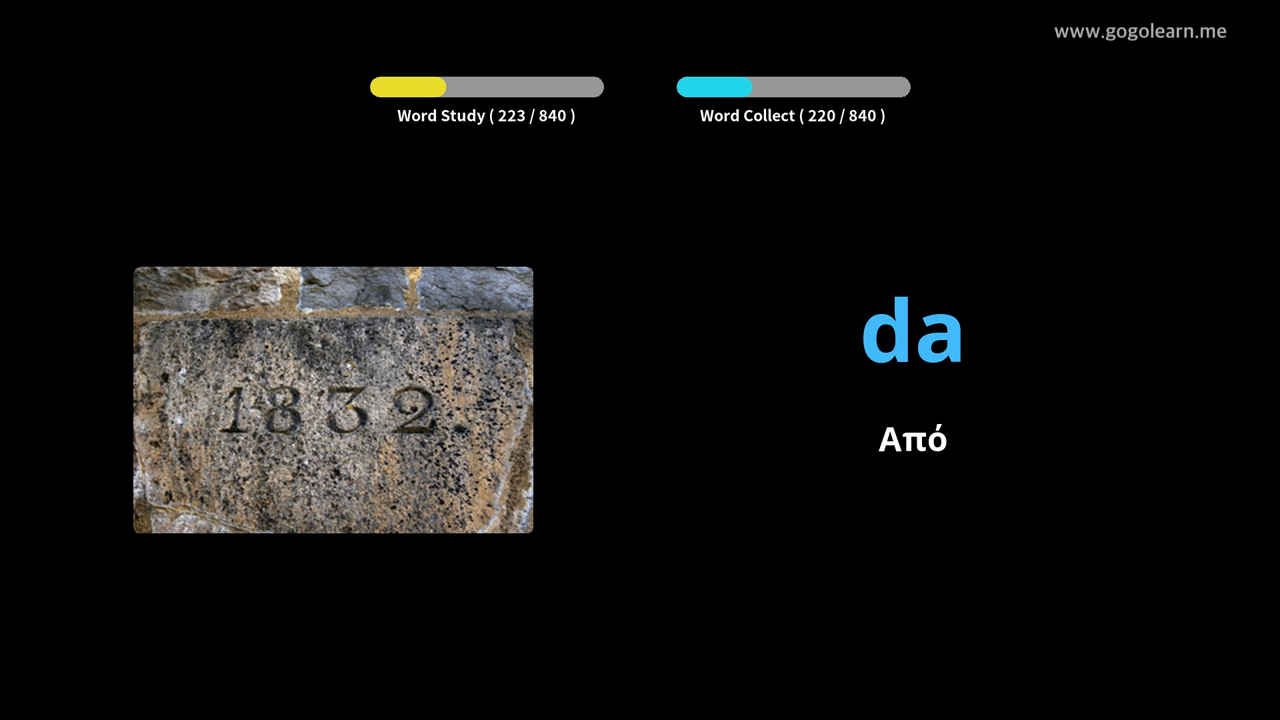 www.gogolearn.me
Word Study ( 223 / 840 )
Word Collect ( 220 / 840 )
1832.
da
Από